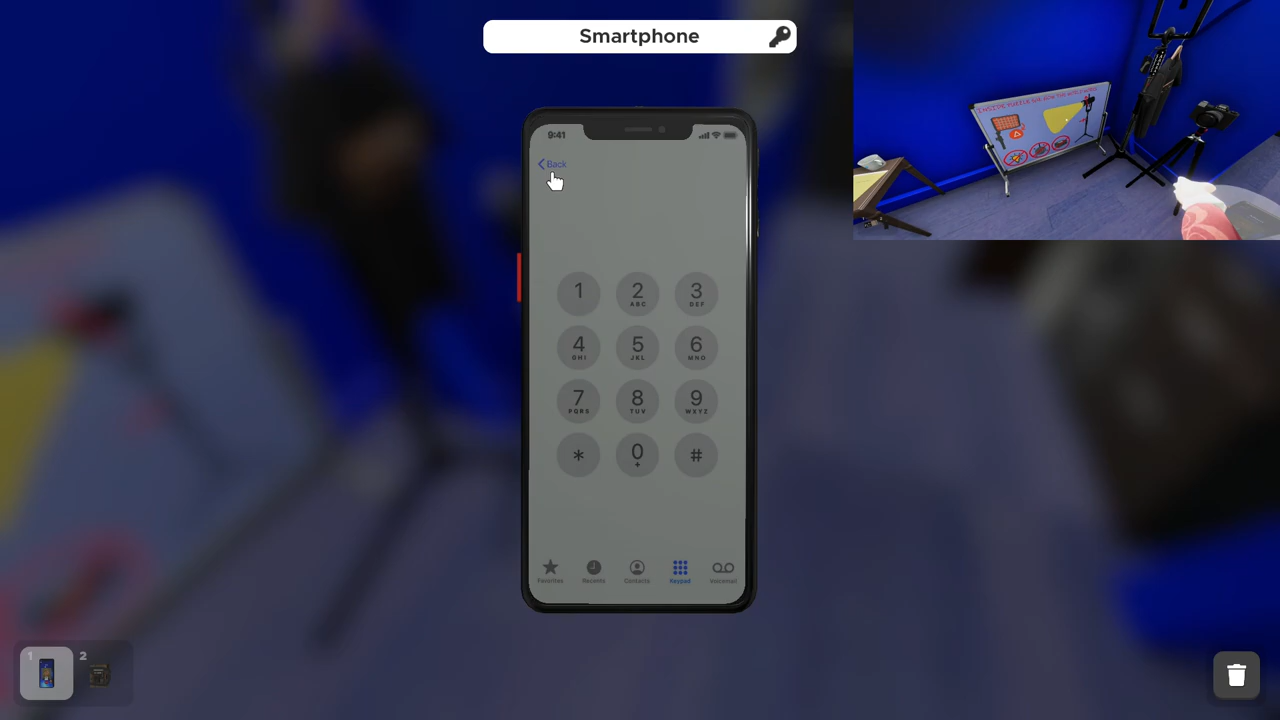 Smartphone
9:41
Back
1
2
ABC
3
DEF
4
GHI
5
JKL
6
MNO
7
PQRS
8
TUV
9
WXYZ
*
0
+
#
Favorites
Recents
Contacts
Keypad
Voicemail
1
2